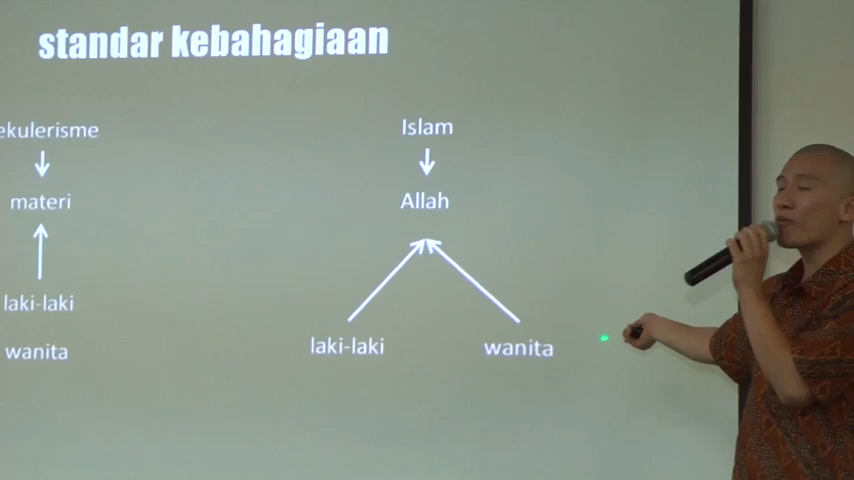 standar kebahagiaan
ekulerisme
materi
laki-laki
wanita
Islam
Allah
laki-laki
wanita